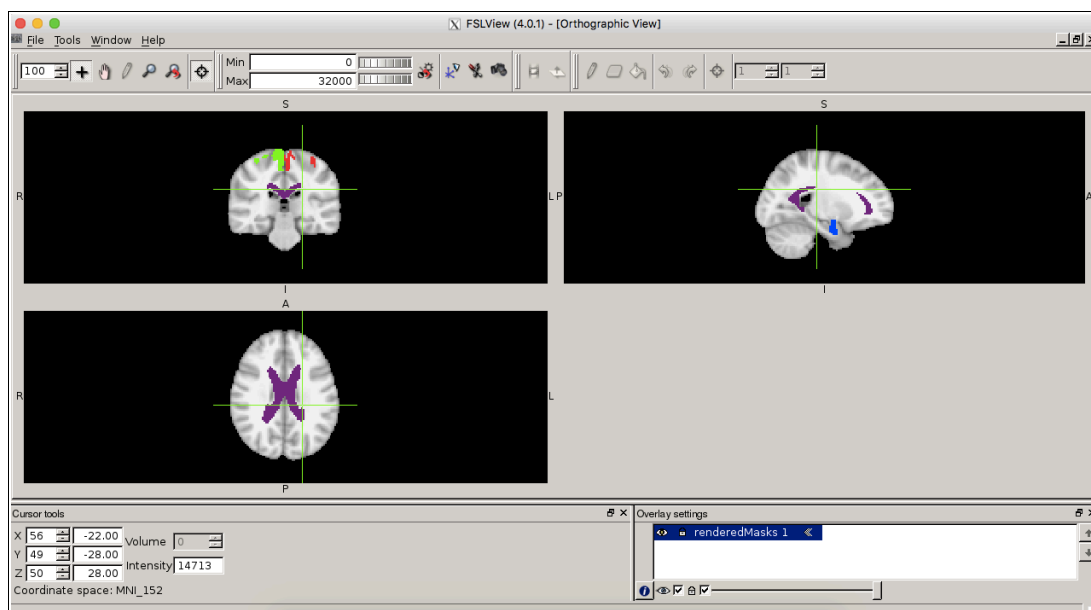 FSLView (4.0.1) - [Orthographic View]
File Tools Window Help
100
Min 0
Max 32000
1 1
S S
R L P A
I I
A
R L
P
Cursor tools
Overlay settings
X 56 -22.00
Volume 0
Y 49 -28.00
Intensity 14713
Z 50 28.00
Coordinate space: MNI_152
renderedMasks 1